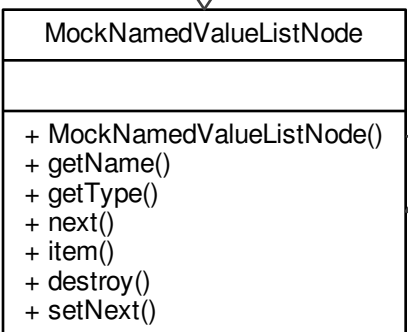 MockNamedValueListNode
+ MockNamedValueListNode()
+ getName()
+ getType()
+ next()
+ item()
+ destroy()
+ setNext()